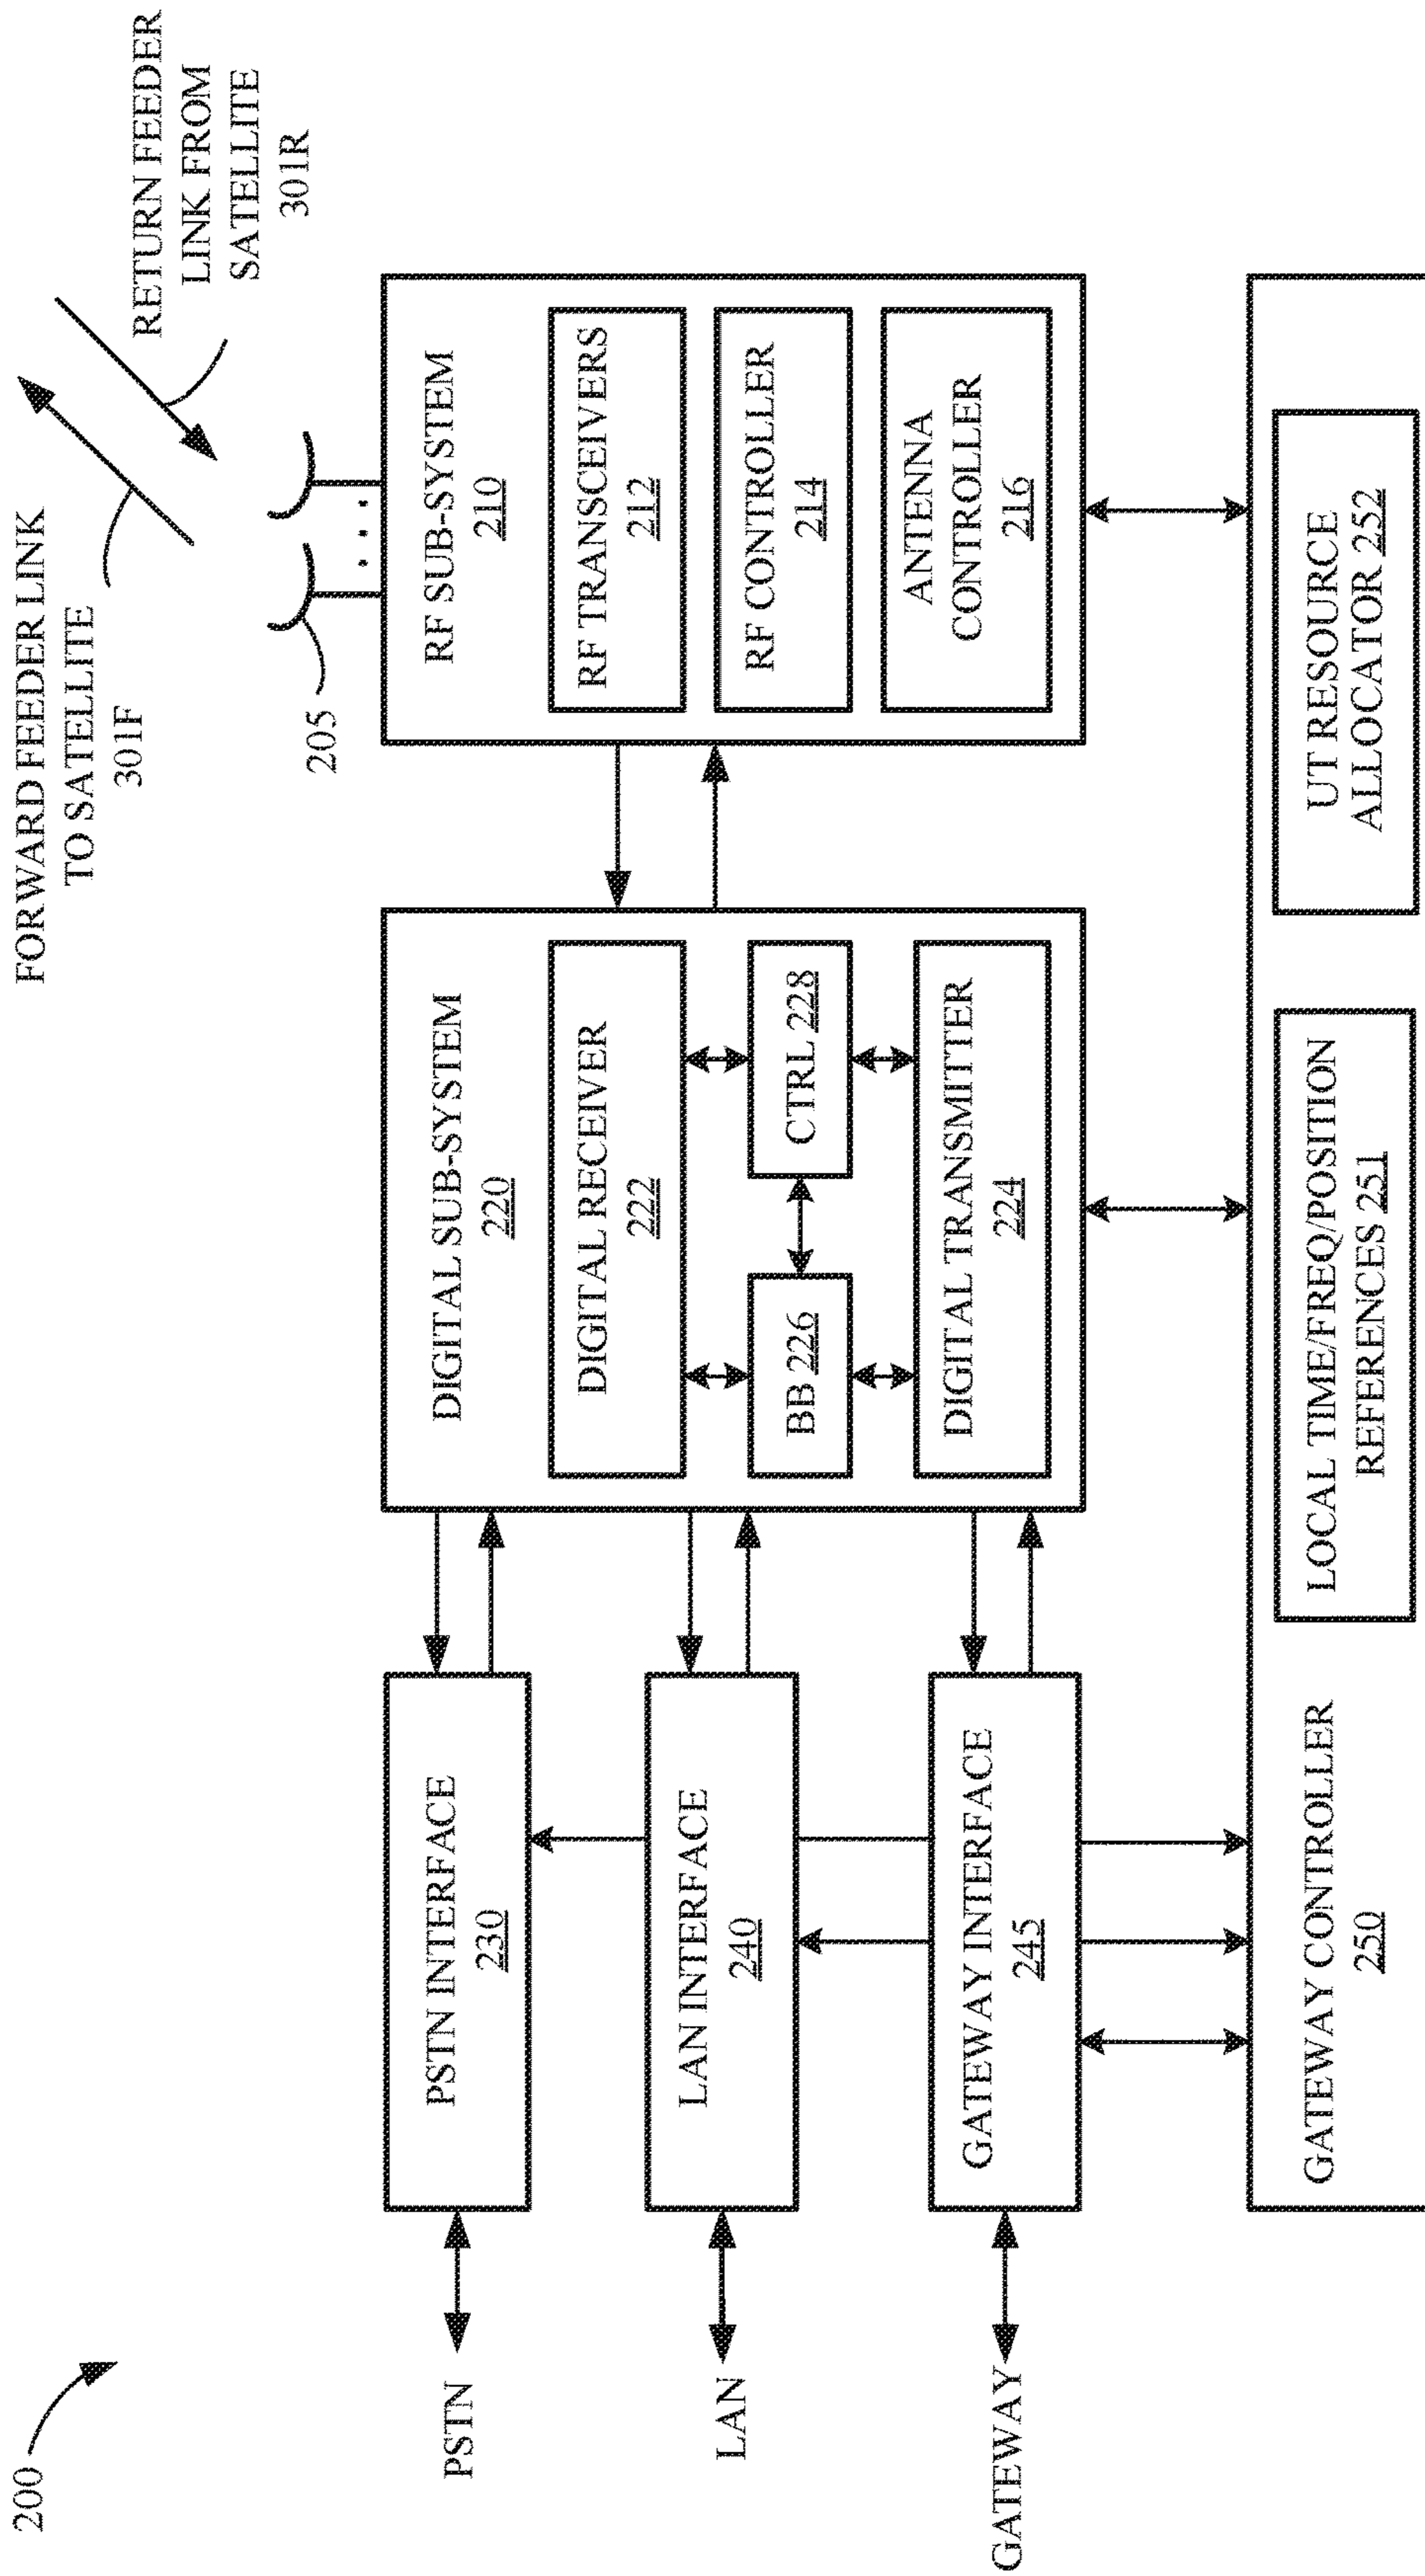 200
FORWARD FEEDER LINK
TO SATELLITE
301F
RETURN FEEDER
LINK FROM
SATELLITE
301R
205
PSTN
PSTN INTERFACE
230
LAN
LAN INTERFACE
240
GATEWAY
GATEWAY INTERFACE
245
DIGITAL SUB-SYSTEM
220
DIGITAL RECEIVER
222
BB 226
CTRL 228
DIGITAL TRANSMITTER
224
RF SUB-SYSTEM
210
RF TRANSCEIVERS
212
RF CONTROLLER
214
ANTENNA
CONTROLLER
216
GATEWAY CONTROLLER
250
LOCAL TIME/FREQ/POSITION
REFERENCES 251
UT RESOURCE
ALLOCATOR 252